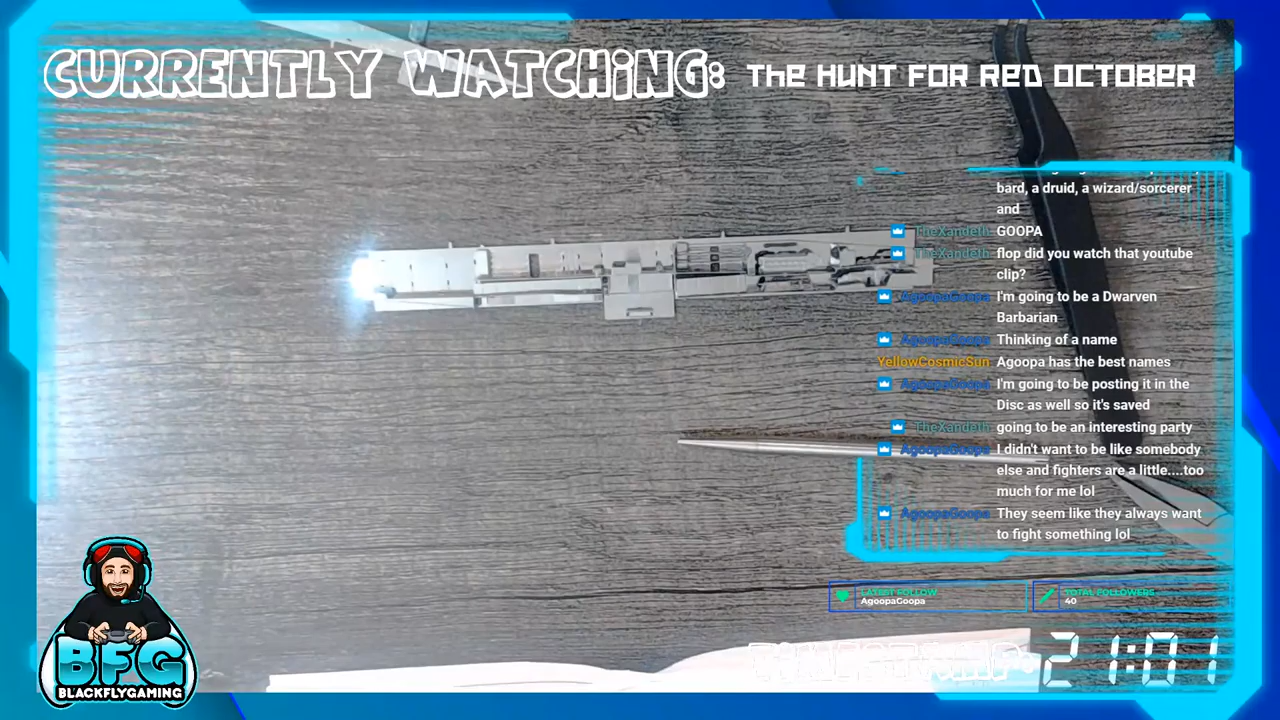 CURRENTLY WATCHiNG: ThE HUNT FOR RED OCTOBER
bard, a druid, a wizard/sorcerer
and
TheXandeth GOOPA
TheXandeth flop did you watch that youtube
clip?
AgoopaGoopa I'm going to be a Dwarven
Barbarian
AgoopaGoopa Thinking of a name
YellowCosmicSun Agoopa has the best names
AgoopaGoopa I'm going to be posting it in the
Disc as well so it's saved
TheXandeth going to be an interesting party
AgoopaGoopa I didn't want to be like somebody
else and fighters are a little....too
much for me lol
AgoopaGoopa They seem like they always want
to fight something lol
LATEST FOLLOW
AgoopaGoopa
TOTAL FOLLOWERS
40
21:01
BFG
BLACKFLYGAMING